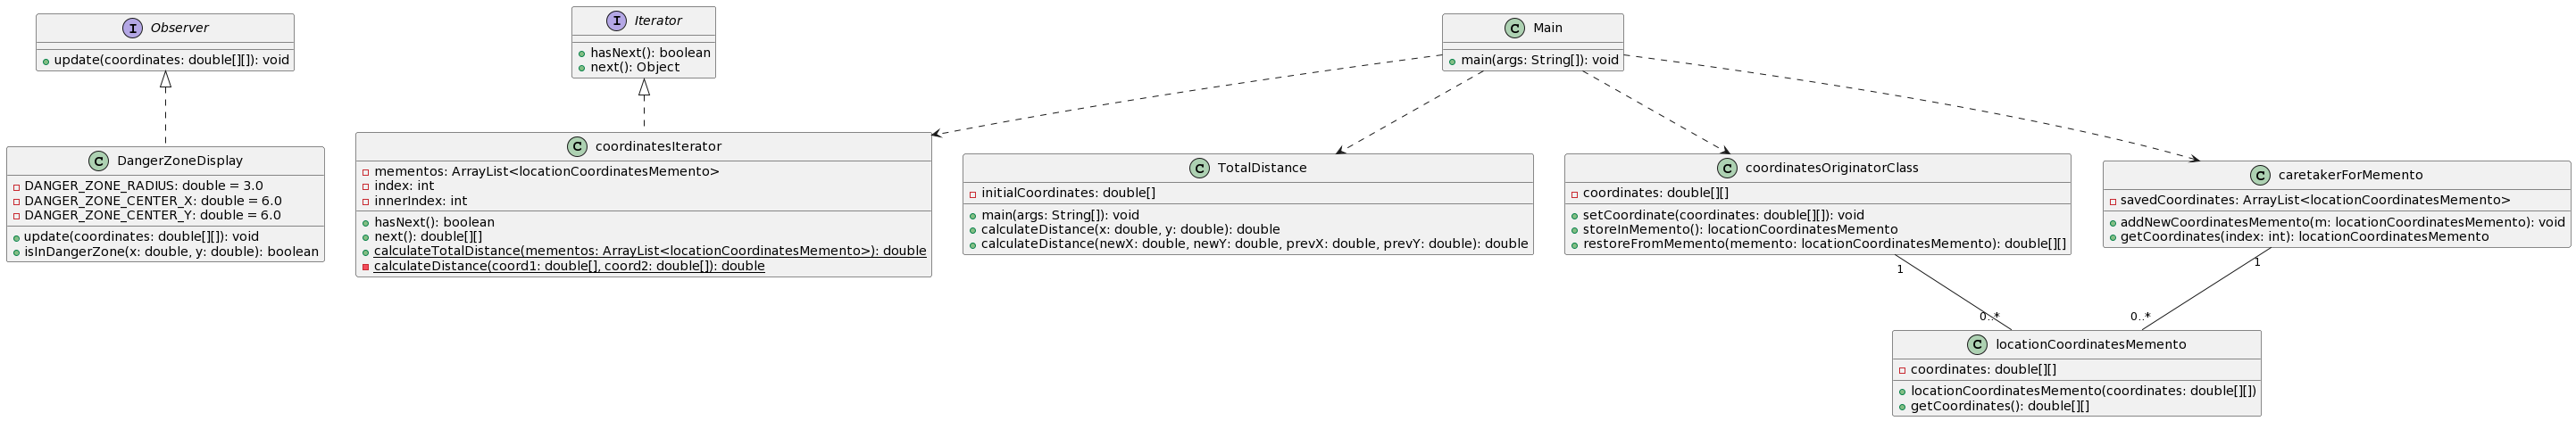 I Observer
update(coordinates: double[][]): void
I Iterator
hasNext(): boolean
next(): Object
C Main
main(args: String[]): void
C DangerZoneDisplay
DANGER_ZONE_RADIUS: double = 3.0
DANGER_ZONE_CENTER_X: double = 6.0
DANGER_ZONE_CENTER_Y: double = 6.0
update(coordinates: double[][]): void
isInDangerZone(x: double, y: double): boolean
C coordinatesIterator
mementos: ArrayList<locationCoordinatesMemento>
index: int
innerIndex: int
hasNext(): boolean
next(): double[][]
calculateTotalDistance(mementos: ArrayList<locationCoordinatesMemento>): double
calculateDistance(coord1: double[], coord2: double[]): double
C TotalDistance
initialCoordinates: double[]
main(args: String[]): void
calculateDistance(x: double, y: double): double
calculateDistance(newX: double, newY: double, prevX: double, prevY: double): double
C coordinatesOriginatorClass
coordinates: double[][]
setCoordinate(coordinates: double[][]): void
storeInMemento(): locationCoordinatesMemento
restoreFromMemento(memento: locationCoordinatesMemento): double[][]
C caretakerForMemento
savedCoordinates: ArrayList<locationCoordinatesMemento>
addNewCoordinatesMemento(m: locationCoordinatesMemento): void
getCoordinates(index: int): locationCoordinatesMemento
1
1
0..*
0..*
C locationCoordinatesMemento
coordinates: double[][]
locationCoordinatesMemento(coordinates: double[][])
getCoordinates(): double[][]